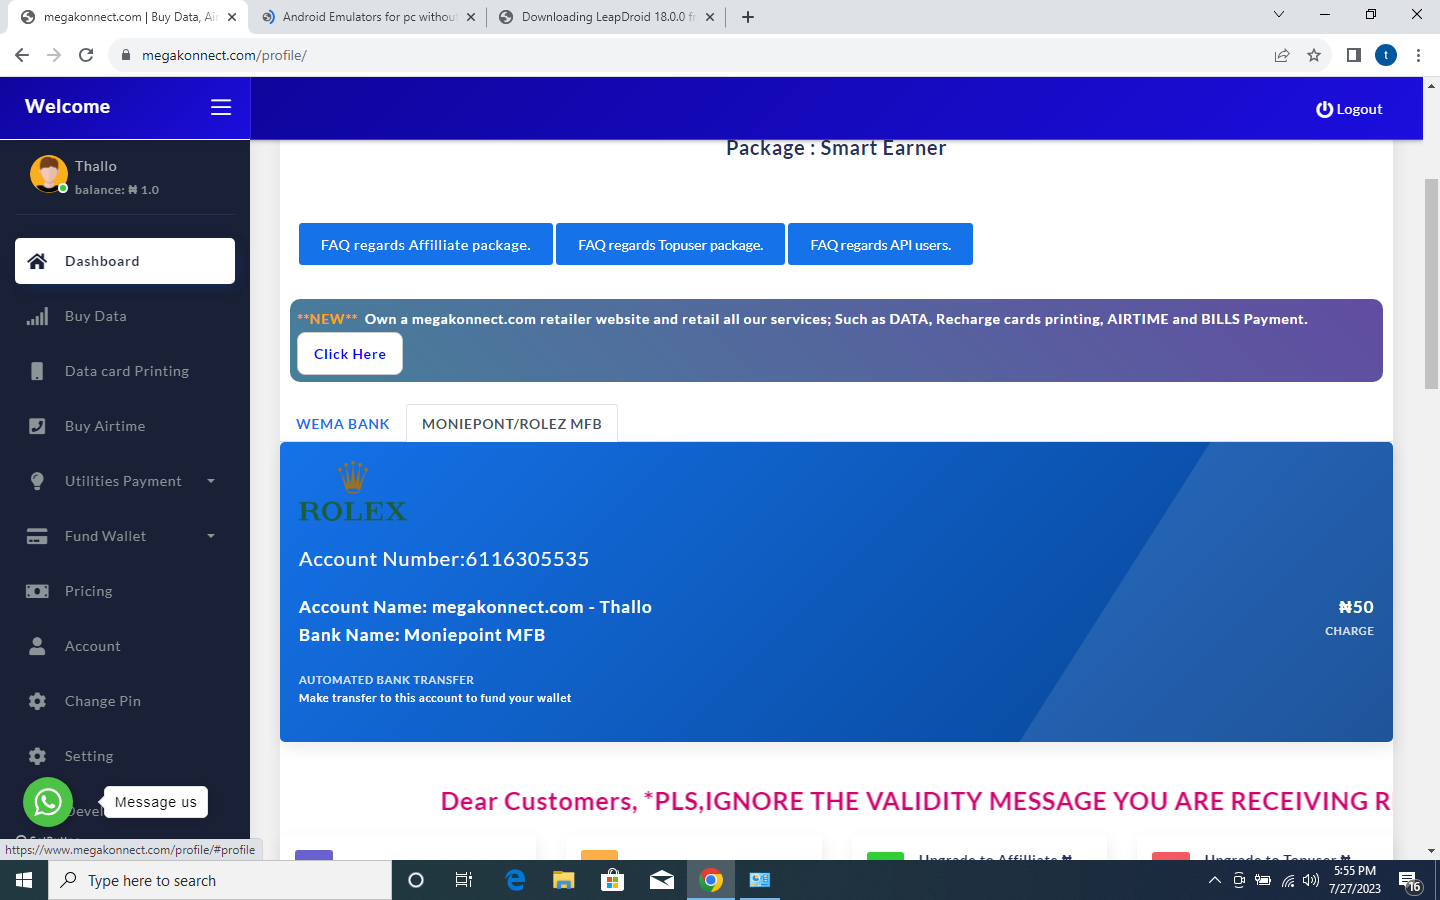 megakonnect.com | Buy Data, Air
Android Emulators for pc without
Downloading LeapDroid 18.0.0 fr
megakonnect.com/profile/
t
Welcome
Logout
Thallo
balance: ₦ 1.0
Package : Smart Earner
FAQ regards Affilliate package.
FAQ regards Topuser package.
FAQ regards API users.
Dashboard
Buy Data
Data card Printing
Buy Airtime
Utilities Payment
Fund Wallet
Pricing
Account
Change Pin
Setting
Devel
Message us
GetButton
**NEW** Own a megakonnect.com retailer website and retail all our services; Such as DATA, Recharge cards printing, AIRTIME and BILLS Payment.
Click Here
WEMA BANK
MONIEPONT/ROLEZ MFB
ROLEX
Account Number:6116305535
Account Name: megakonnect.com - Thallo
Bank Name: Moniepoint MFB
₦50
CHARGE
AUTOMATED BANK TRANSFER
Make transfer to this account to fund your wallet
Dear Customers, *PLS,IGNORE THE VALIDITY MESSAGE YOU ARE RECEIVING R
Upgrade to Affilliate ₦
Upgrade to Topuser ₦
https://www.megakonnect.com/profile/#profile
Type here to search
5:55 PM
7/27/2023
16